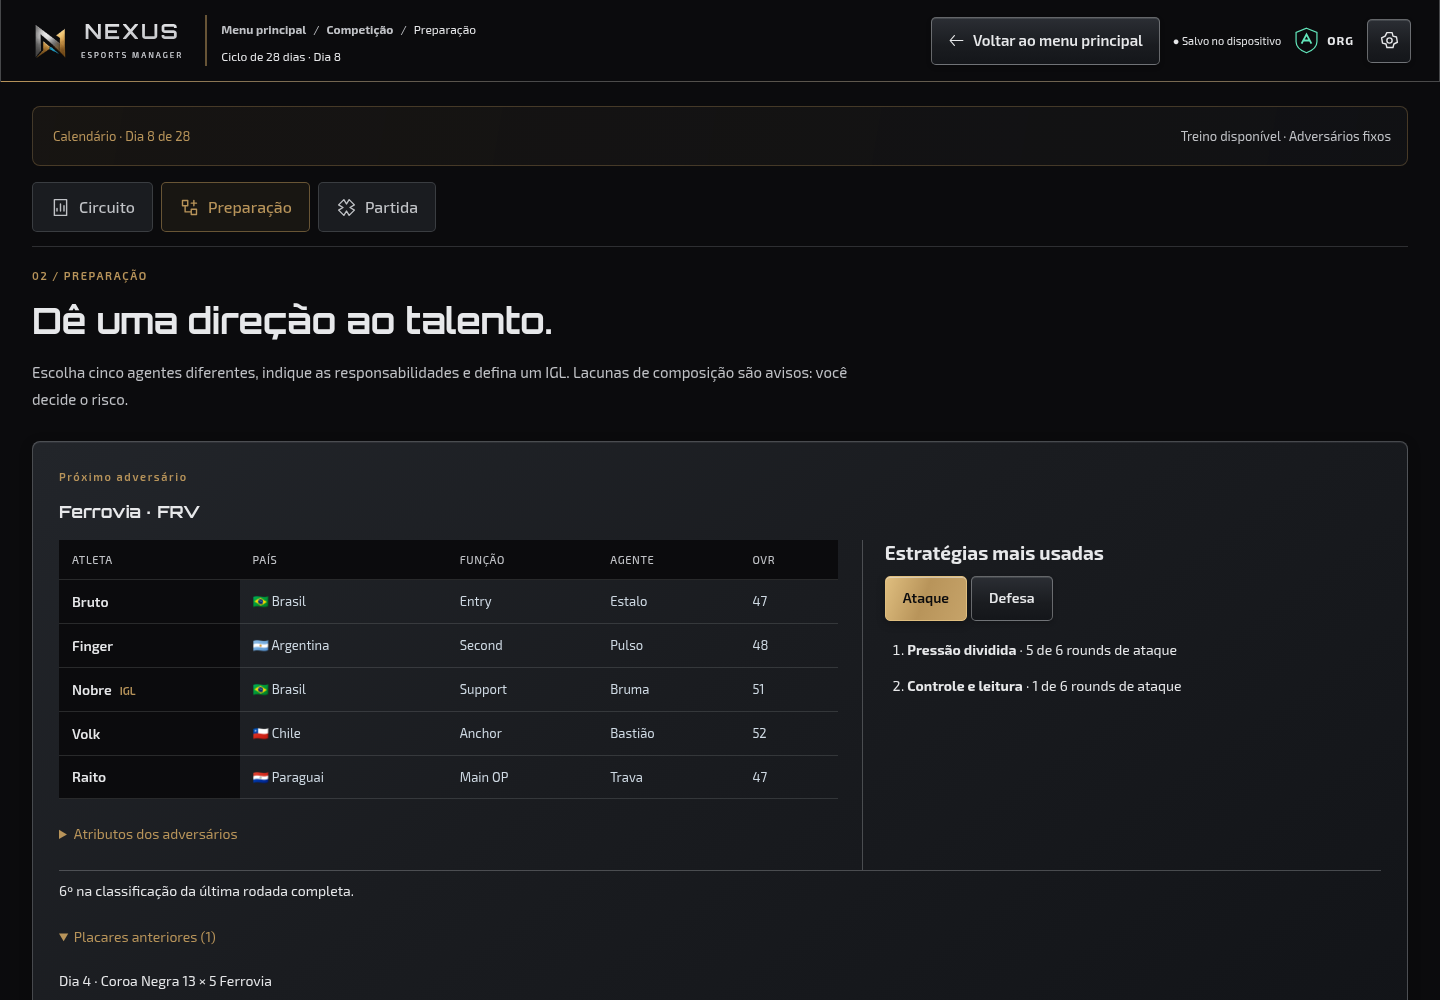 NEXUS
ESPORTS MANAGER
Menu principal / Competição / Preparação
Ciclo de 28 dias · Dia 8
← Voltar ao menu principal
● Salvo no dispositivo
ORG
Calendário · Dia 8 de 28
Treino disponível · Adversários fixos
Circuito
Preparação
Partida
02 / PREPARAÇÃO
Dê uma direção ao talento.
Escolha cinco agentes diferentes, indique as responsabilidades e defina um IGL. Lacunas de composição são avisos: você
decide o risco.
Próximo adversário
Ferrovia · FRV
ATLETA PAÍS FUNÇÃO AGENTE OVR
Bruto Brasil Entry Estalo 47
Finger Argentina Second Pulso 48
Nobre IGL Brasil Support Bruma 51
Volk Chile Anchor Bastião 52
Raito Paraguai Main OP Trava 47
▶ Atributos dos adversários
Estratégias mais usadas
Ataque
Defesa
1. Pressão dividida · 5 de 6 rounds de ataque
2. Controle e leitura · 1 de 6 rounds de ataque
6º na classificação da última rodada completa.
▼ Placares anteriores (1)
Dia 4 · Coroa Negra 13 × 5 Ferrovia